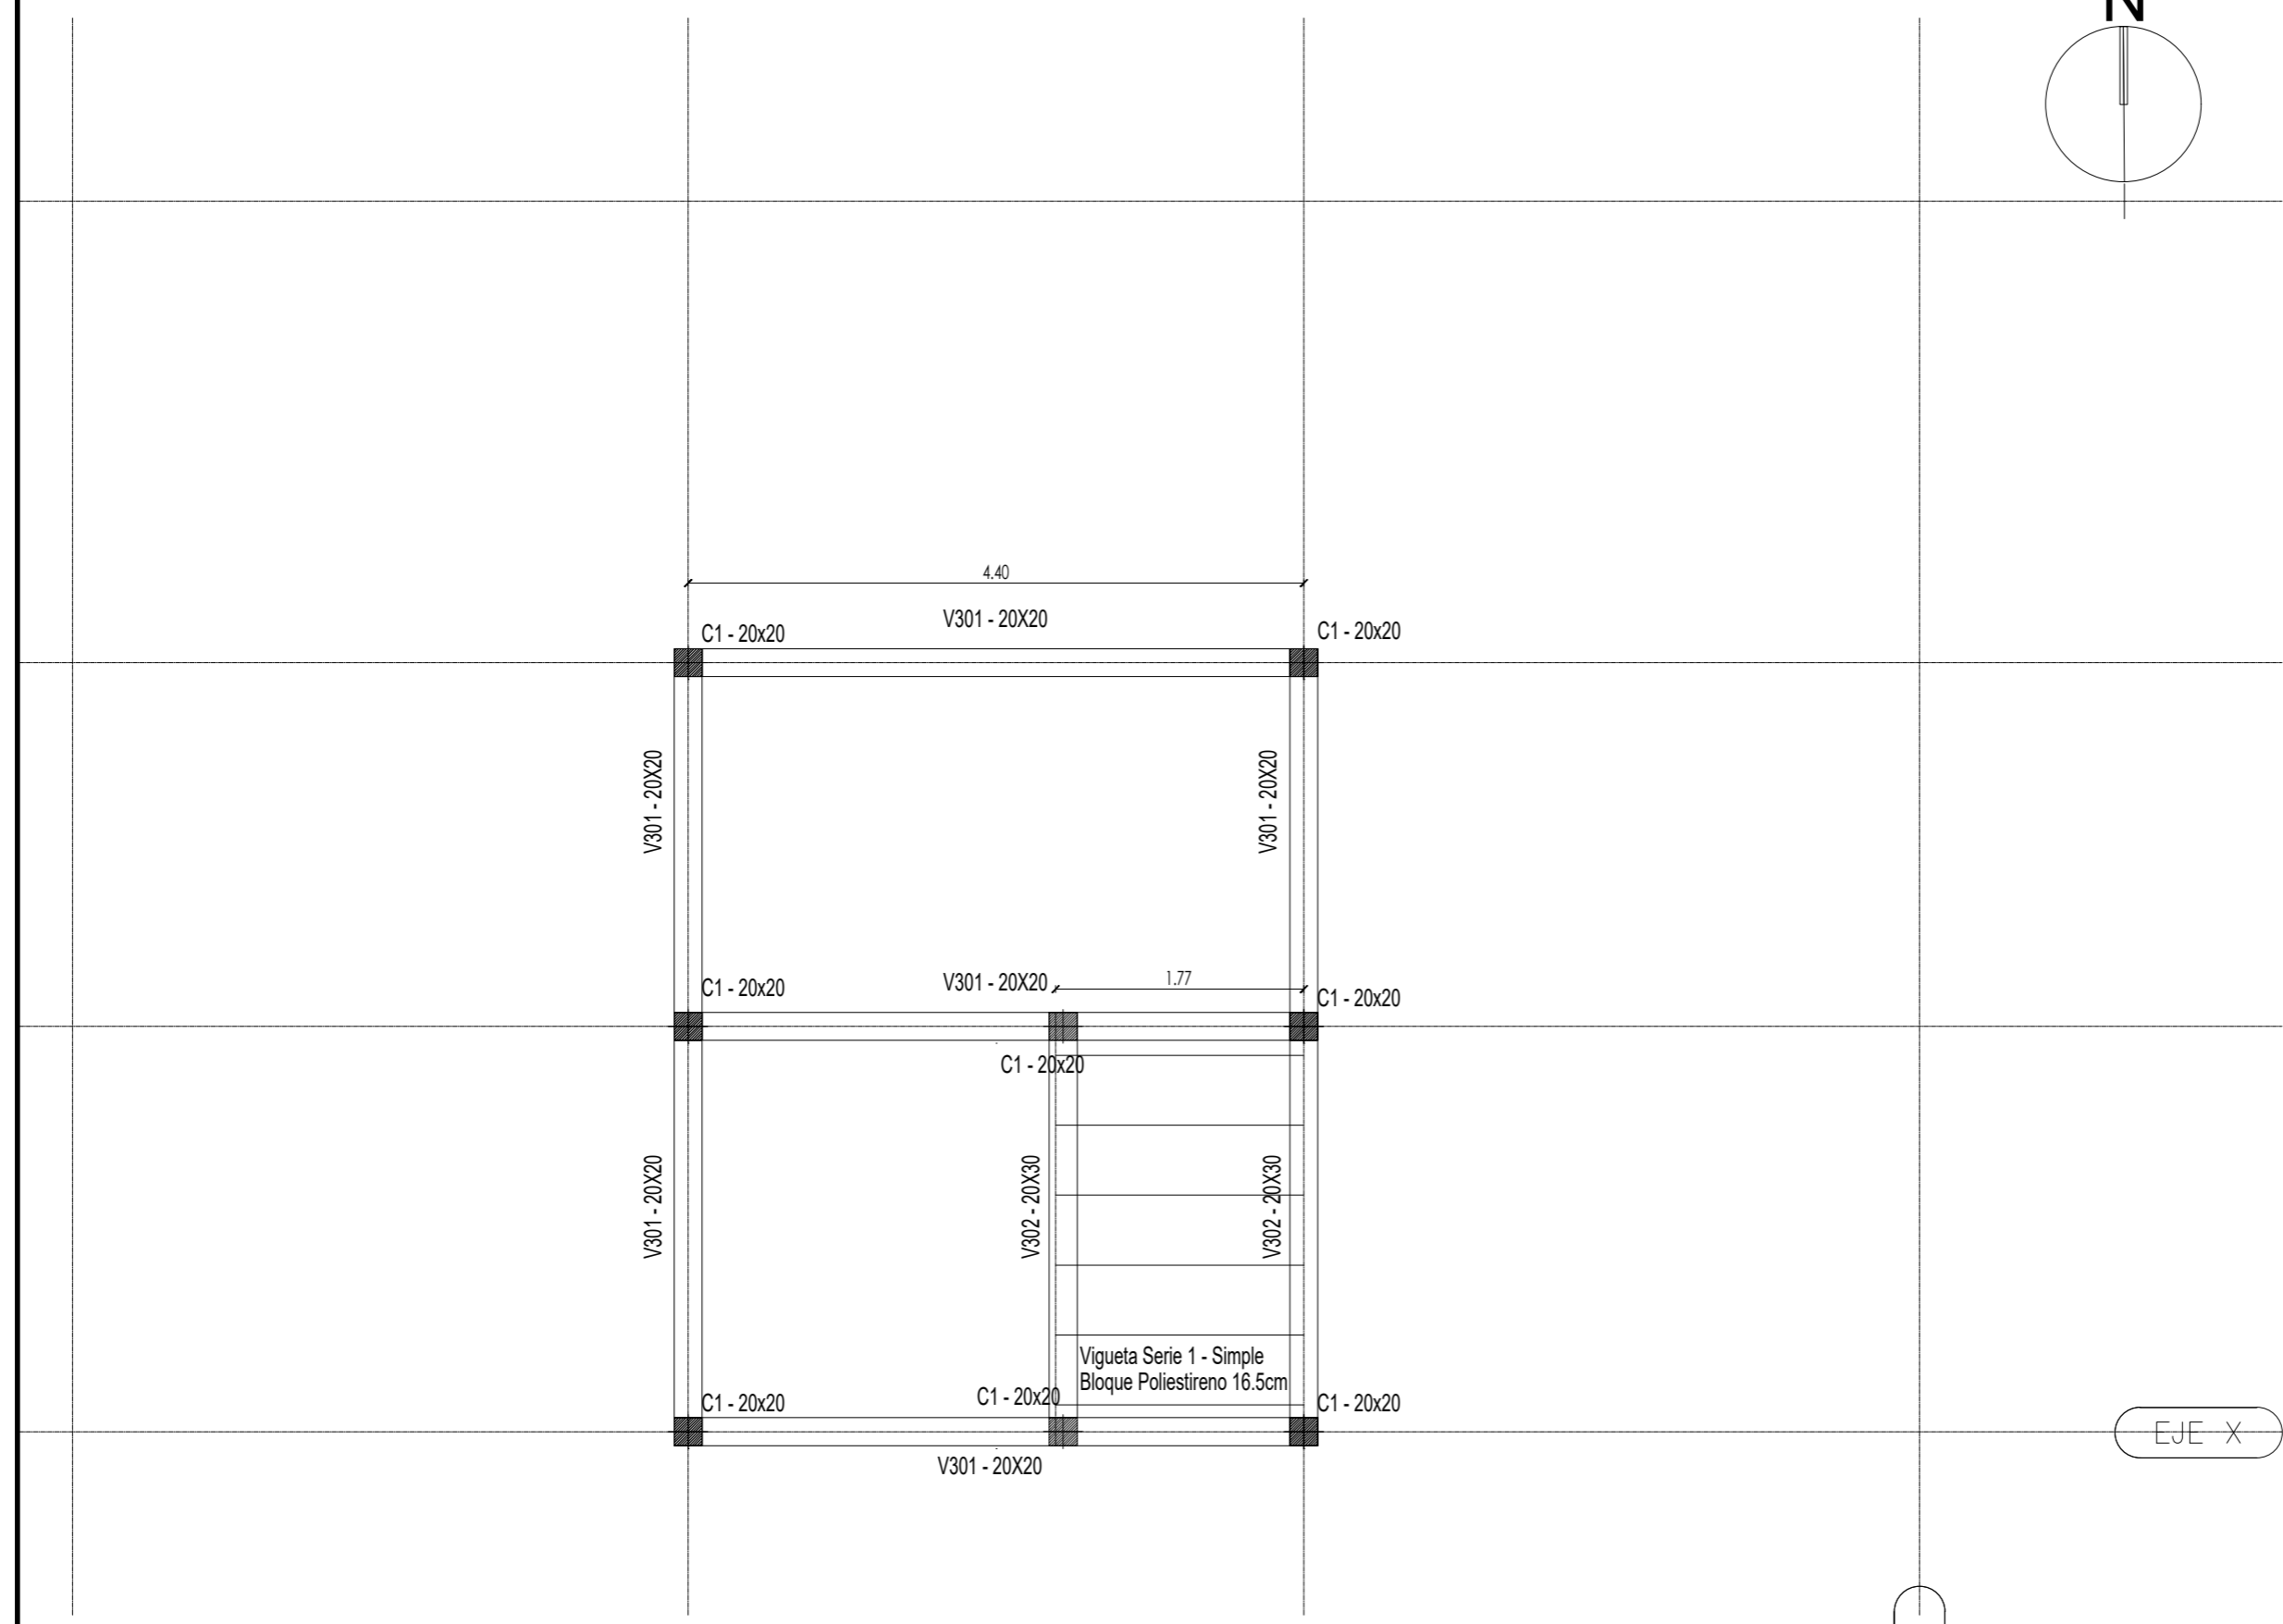 N
4.40
V301 - 20X20
C1 - 20x20
C1 - 20x20
V301 - 20X20
V301 - 20X20
C1 - 20x20
V301 - 20X20
1.77
C1 - 20x20
C1 - 20x20
V301 - 20X20
V302 - 20X30
V302 - 20X30
Vigueta Serie 1 - Simple
Bloque Poliestireno 16.5cm
C1 - 20x20
C1 - 20x20
C1 - 20x20
V301 - 20X20
EJE X